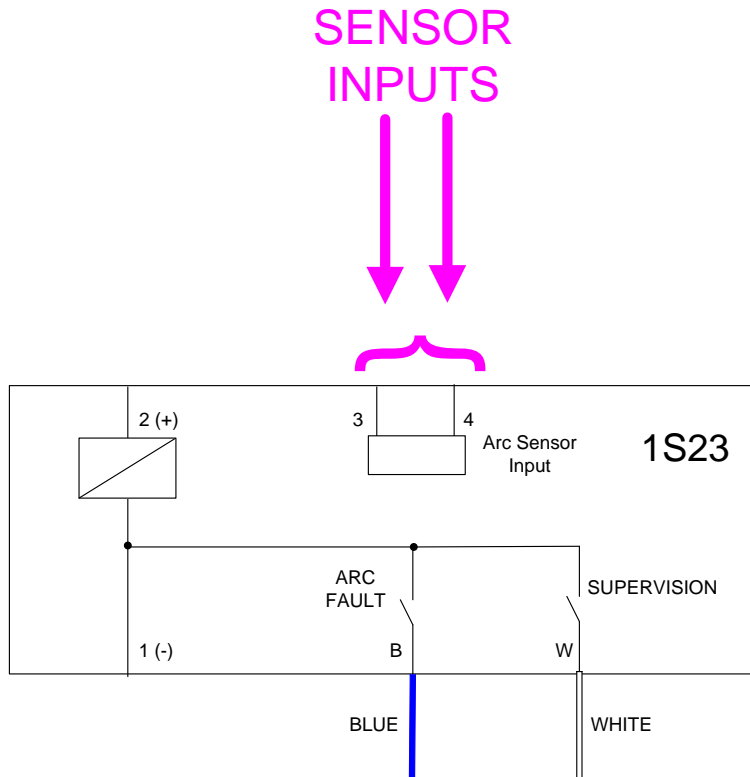 SENSOR
INPUTS
2 (+)
3
4
Arc Sensor
Input
1S23
ARC
FAULT
SUPERVISION
1 (-)
B
W
BLUE
WHITE